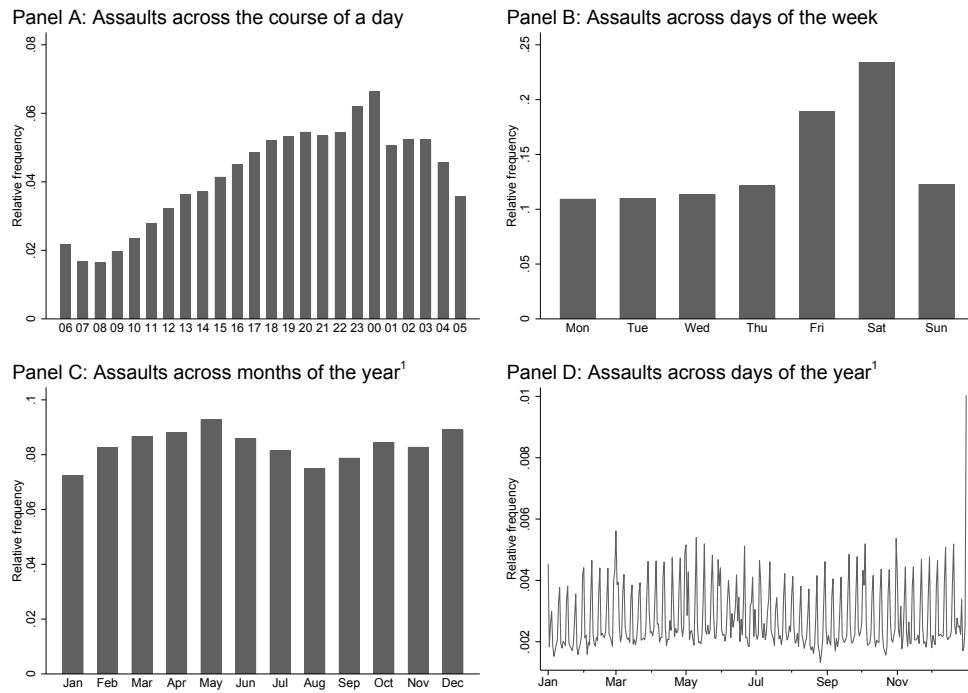 Panel A: Assaults across the course of a day
Relative frequency
0 .02 .04 .06 .08
06 07 08 09 10 11 12 13 14 15 16 17 18 19 20 21 22 23 00 01 02 03 04 05
Panel B: Assaults across days of the week
Relative frequency
0 .05 .1 .15 .2 .25
Mon Tue Wed Thu Fri Sat Sun
Panel C: Assaults across months of the year¹
Relative frequency
0 .02 .04 .06 .08 .1
Jan Feb Mar Apr May Jun Jul Aug Sep Oct Nov Dec
Panel D: Assaults across days of the year¹
Relative frequency
.002 .004 .006 .008 .01
Jan Mar May Jul Sep Nov